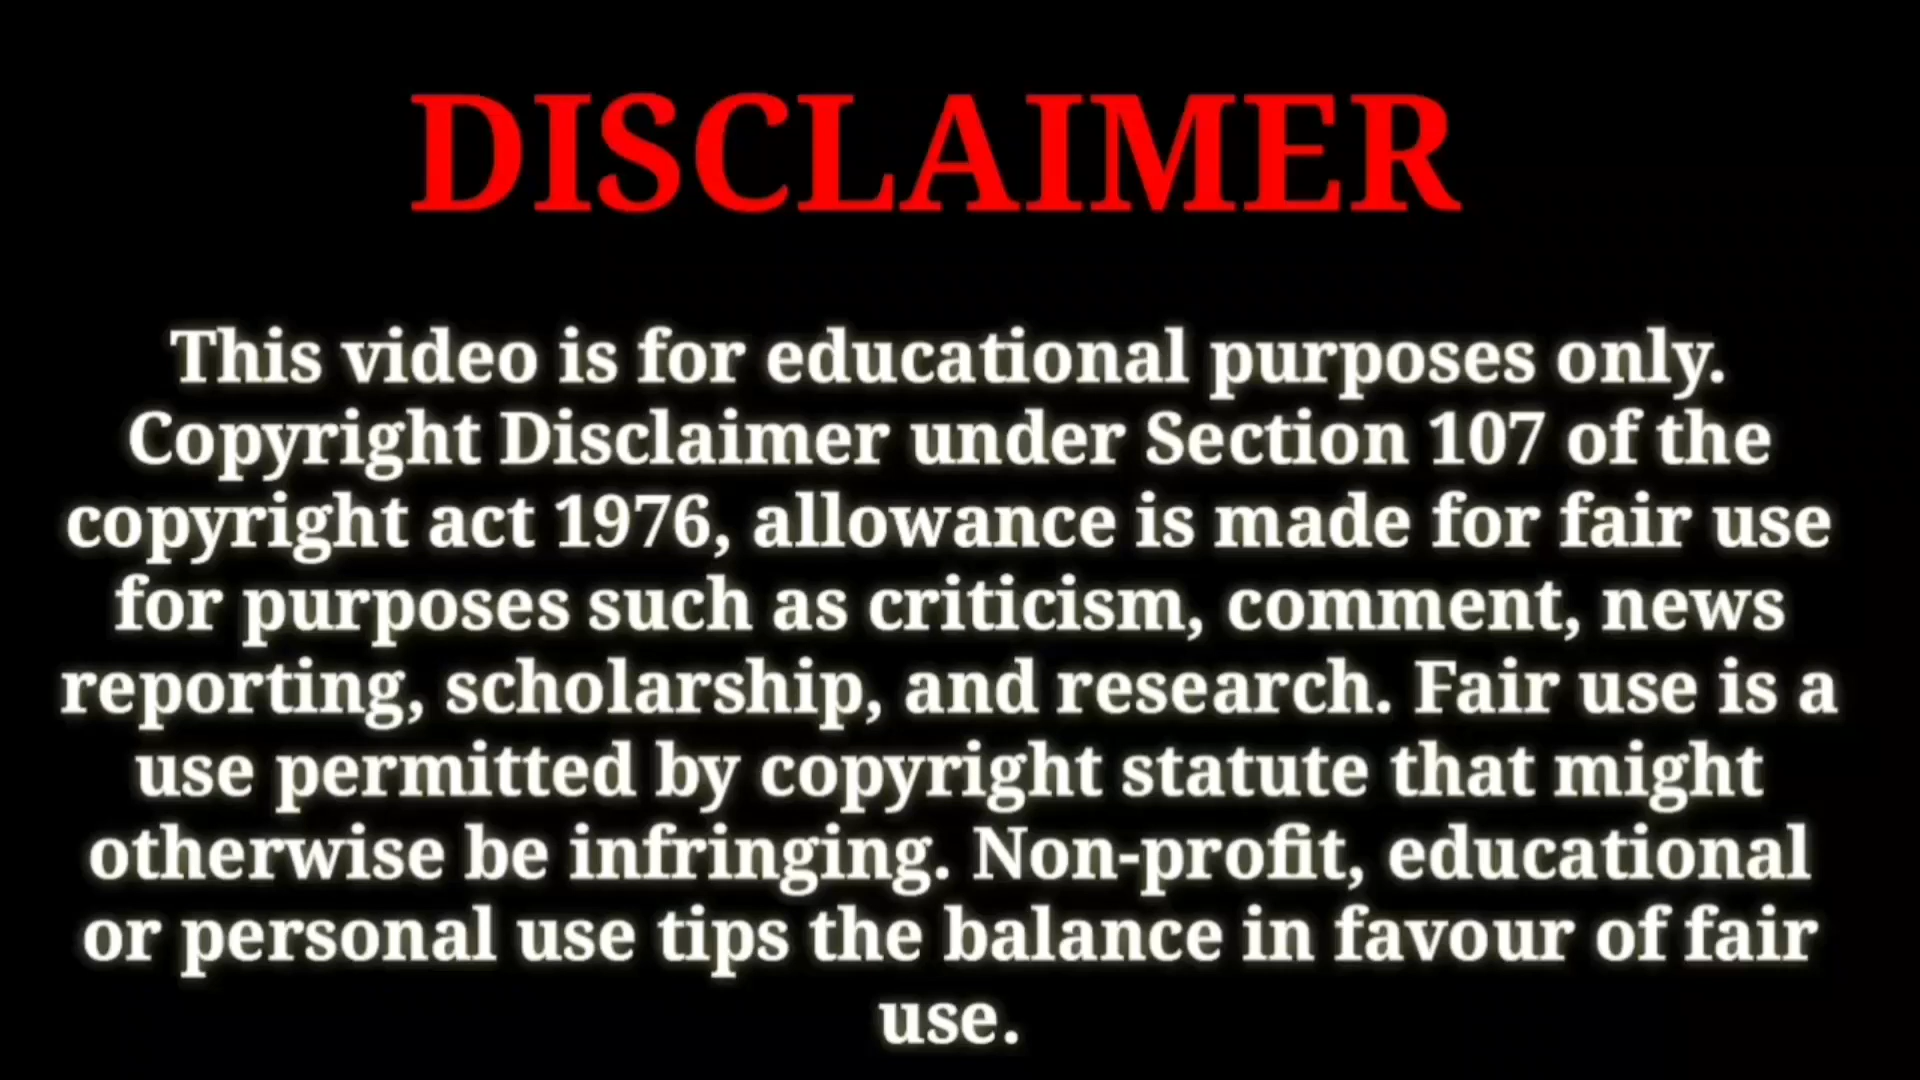 DISCLAIMER
This video is for educational purposes only.
Copyright Disclaimer under Section 107 of the
copyright act 1976, allowance is made for fair use
for purposes such as criticism, comment, news
reporting, scholarship, and research. Fair use is a
use permitted by copyright statute that might
otherwise be infringing. Non-profit, educational
or personal use tips the balance in favour of fair
use.